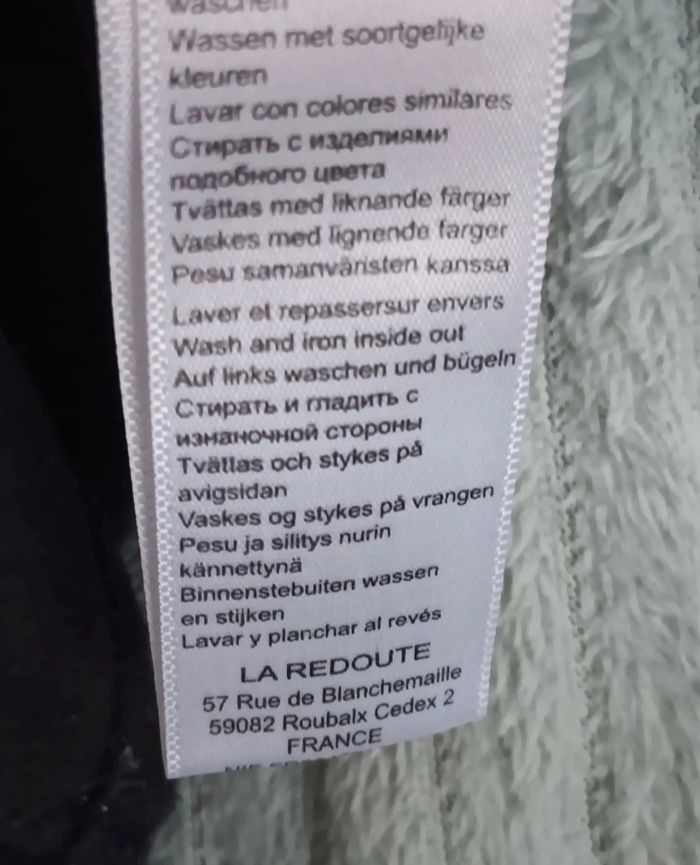 waschen
Wassen met soortgelijke
kleuren
Lavar con colores similares
Стирать с изделиями
подобного цвета
Tvättas med liknande färger
Vaskes med lignende farger
Pesu samanväristen kanssa
Laver et repassersur envers
Wash and iron inside out
Auf links waschen und bügeln
Стирать и гладить с
изнаночной стороны
Tvättas och stykes på
avigsidan
Vaskes og stykes på vrangen
Pesu ja silitys nurin
kännettynä
Binnenstebuiten wassen
en stijken
Lavar y planchar al revés
LA REDOUTE
57 Rue de Blanchemaille
59082 Roubalx Cedex 2
FRANCE